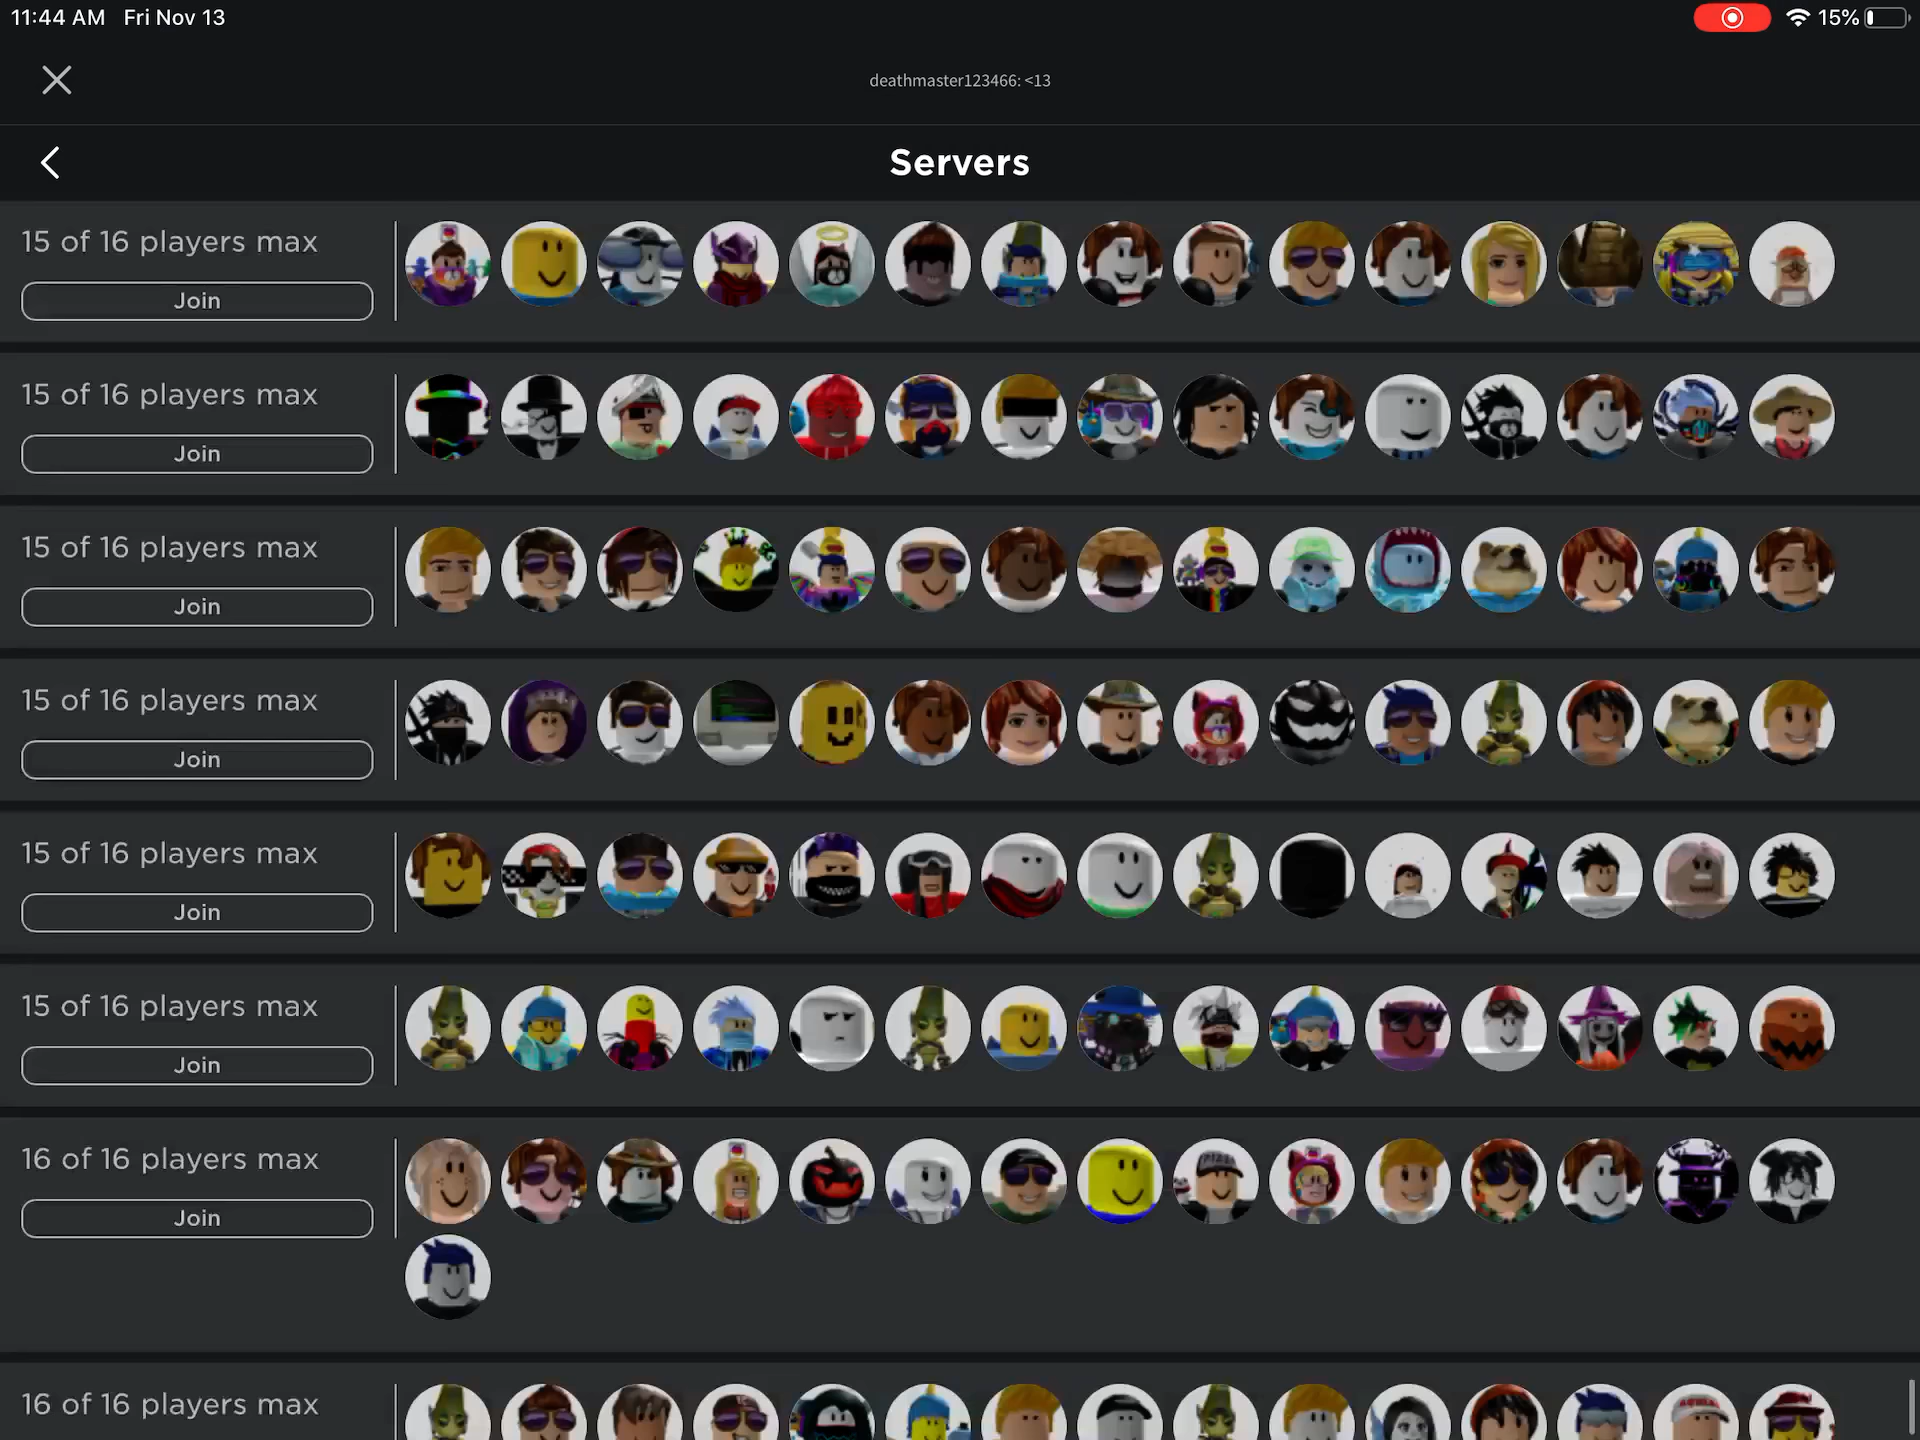 11:44 AM Fri Nov 13
15%
deathmaster123466: <13
Servers
15 of 16 players max
Join
15 of 16 players max
Join
15 of 16 players max
Join
15 of 16 players max
Join
15 of 16 players max
Join
15 of 16 players max
Join
16 of 16 players max
Join
16 of 16 players max